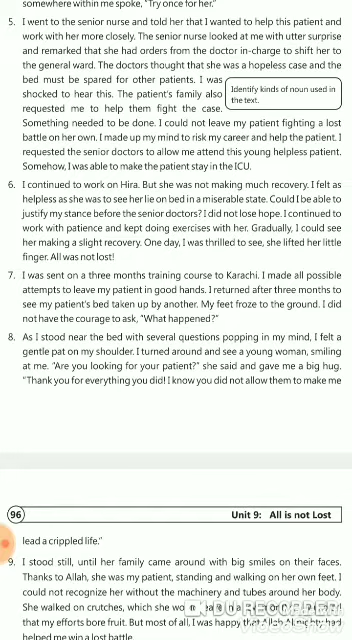 somewhere within me spoke, "Try once for her."
5. I went to the senior nurse and told her that I wanted to help this patient and
work with her more closely. The senior nurse looked at me with utter surprise
and remarked that she had orders from the doctor in-charge to shift her to
the general ward. The doctors thought that she was a hopeless case and the
bed must be spared for other patients. I was
shocked to hear this. The patient's family also
requested me to help them fight the case.
Identify kinds of noun used in
the text.
Something needed to be done. I could not leave my patient fighting a lost
battle on her own. I made up my mind to risk my career and help the patient. I
requested the senior doctors to allow me attend this young helpless patient.
Somehow, I was able to make the patient stay in the ICU.
6. I continued to work on Hira. But she was not making much recovery. I felt as
helpless as she was to see her lie on bed in a miserable state. Could I be able to
justify my stance before the senior doctors? I did not lose hope. I continued to
work with patience and kept doing exercises with her. Gradually, I could see
her making a slight recovery. One day, I was thrilled to see, she lifted her little
finger. All was not lost!
7. I was sent on a three months training course to Karachi. I made all possible
attempts to leave my patient in good hands. I returned after three months to
see my patient's bed taken up by another. My feet froze to the ground. I did
not have the courage to ask, "What happened?"
8. As I stood near the bed with several questions popping in my mind, I felt a
gentle pat on my shoulder. I turned around and see a young woman, smiling
at me. "Are you looking for your patient?" she said and gave me a big hug.
"Thank you for everything you did! I know you did not allow them to make me
96 Unit 9: All is not Lost
lead a crippled life."
9. I stood still, until her family came around with big smiles on their faces.
Thanks to Allah, she was my patient, standing and walking on her own feet. I
could not recognize her without the machinery and tubes around her body.
She walked on crutches, which she
that my efforts bore fruit. But most of all, I was happy that Allah Almighty had
helped me win a lost battle.